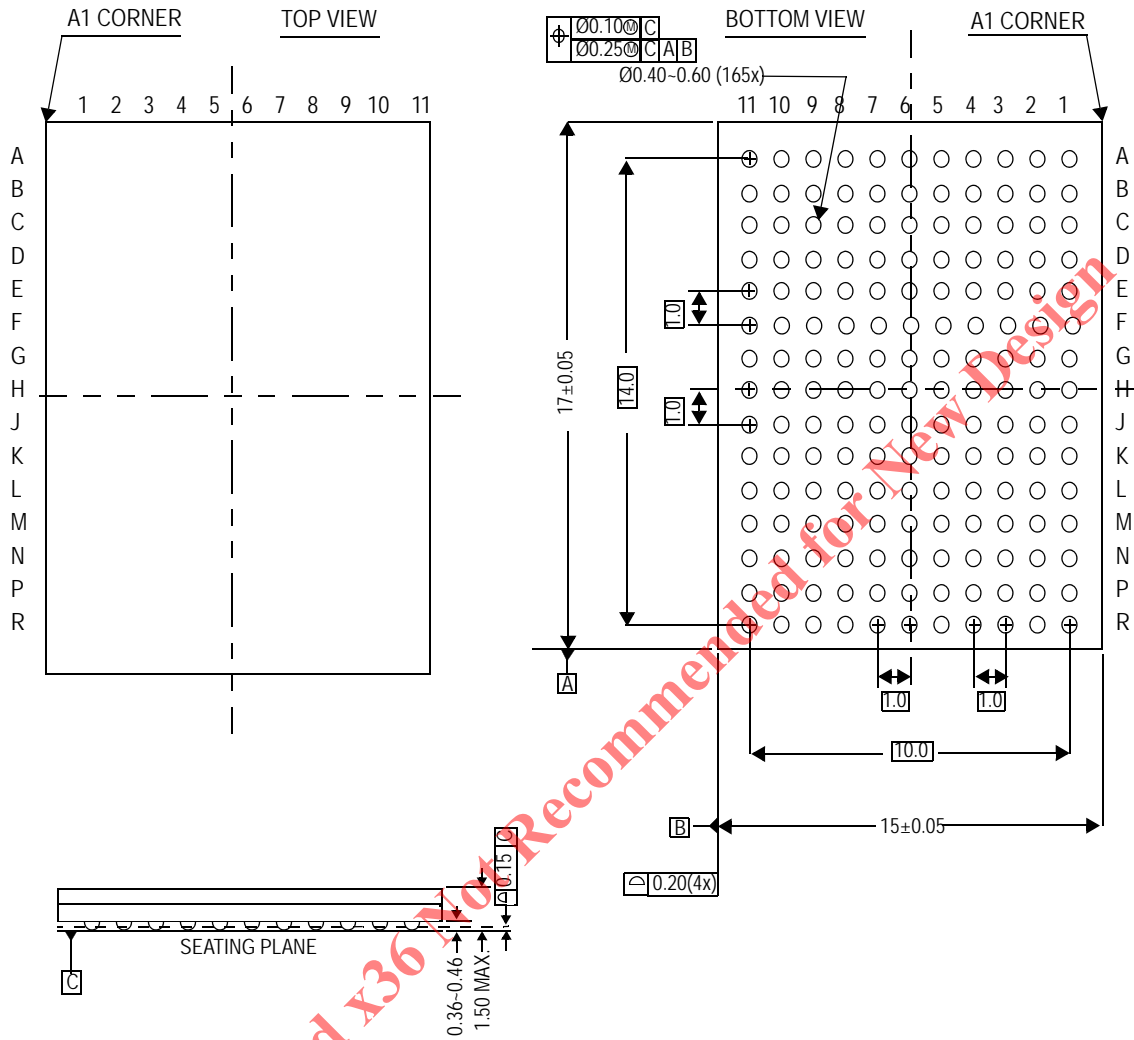 A1 CORNER TOP VIEW
1 2 3 4 5 6 7 8 9 10 11
A
B
C
D
E
F
G
H
J
K
L
M
N
P
R
Ø0.10Ⓜ C
Ø0.25Ⓜ C A B
BOTTOM VIEW A1 CORNER
Ø0.40~0.60 (165x)
11 10 9 8 7 6 5 4 3 2 1
A
B
C
D
E
F
G
H
J
K
L
M
N
P
R
17±0.05
14.0
1.0
1.0
A
1.0 1.0
10.0
B 15±0.05
0.20(4x)
0.15 C
SEATING PLANE
C
0.36~0.46
1.50 MAX.
d x36 Not Recommended for New Design